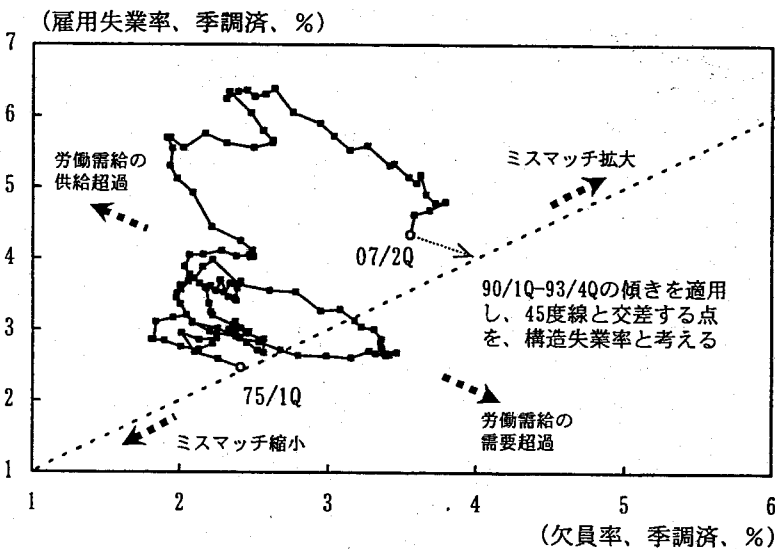 (雇用失業率、季調済、%)
7
6
5
4
3
2
1
労働需給の
供給超過
ミスマッチ拡大
07/2Q
90/1Q-93/4Qの傾きを適用
し、45度線と交差する点
を、構造失業率と考える
75/1Q
ミスマッチ縮小
労働需給の
需要超過
1 2 3 4 5 6
(欠員率、季調済、%)